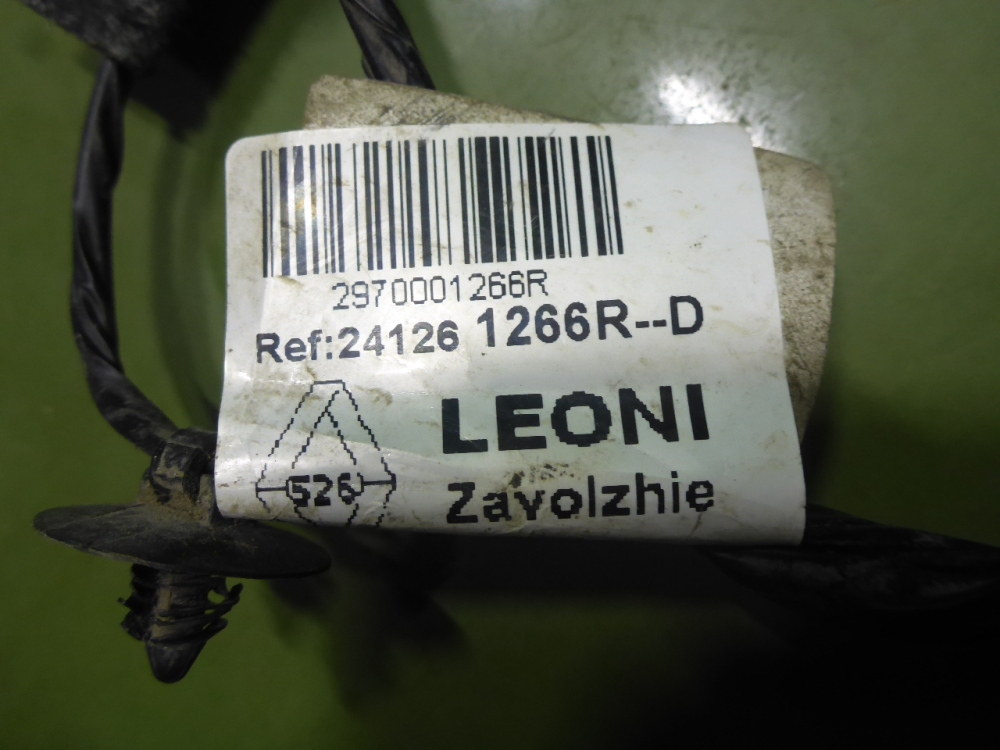 2970001266R
Ref:24126 1266R--D
LEONI
526
Zavolzhie